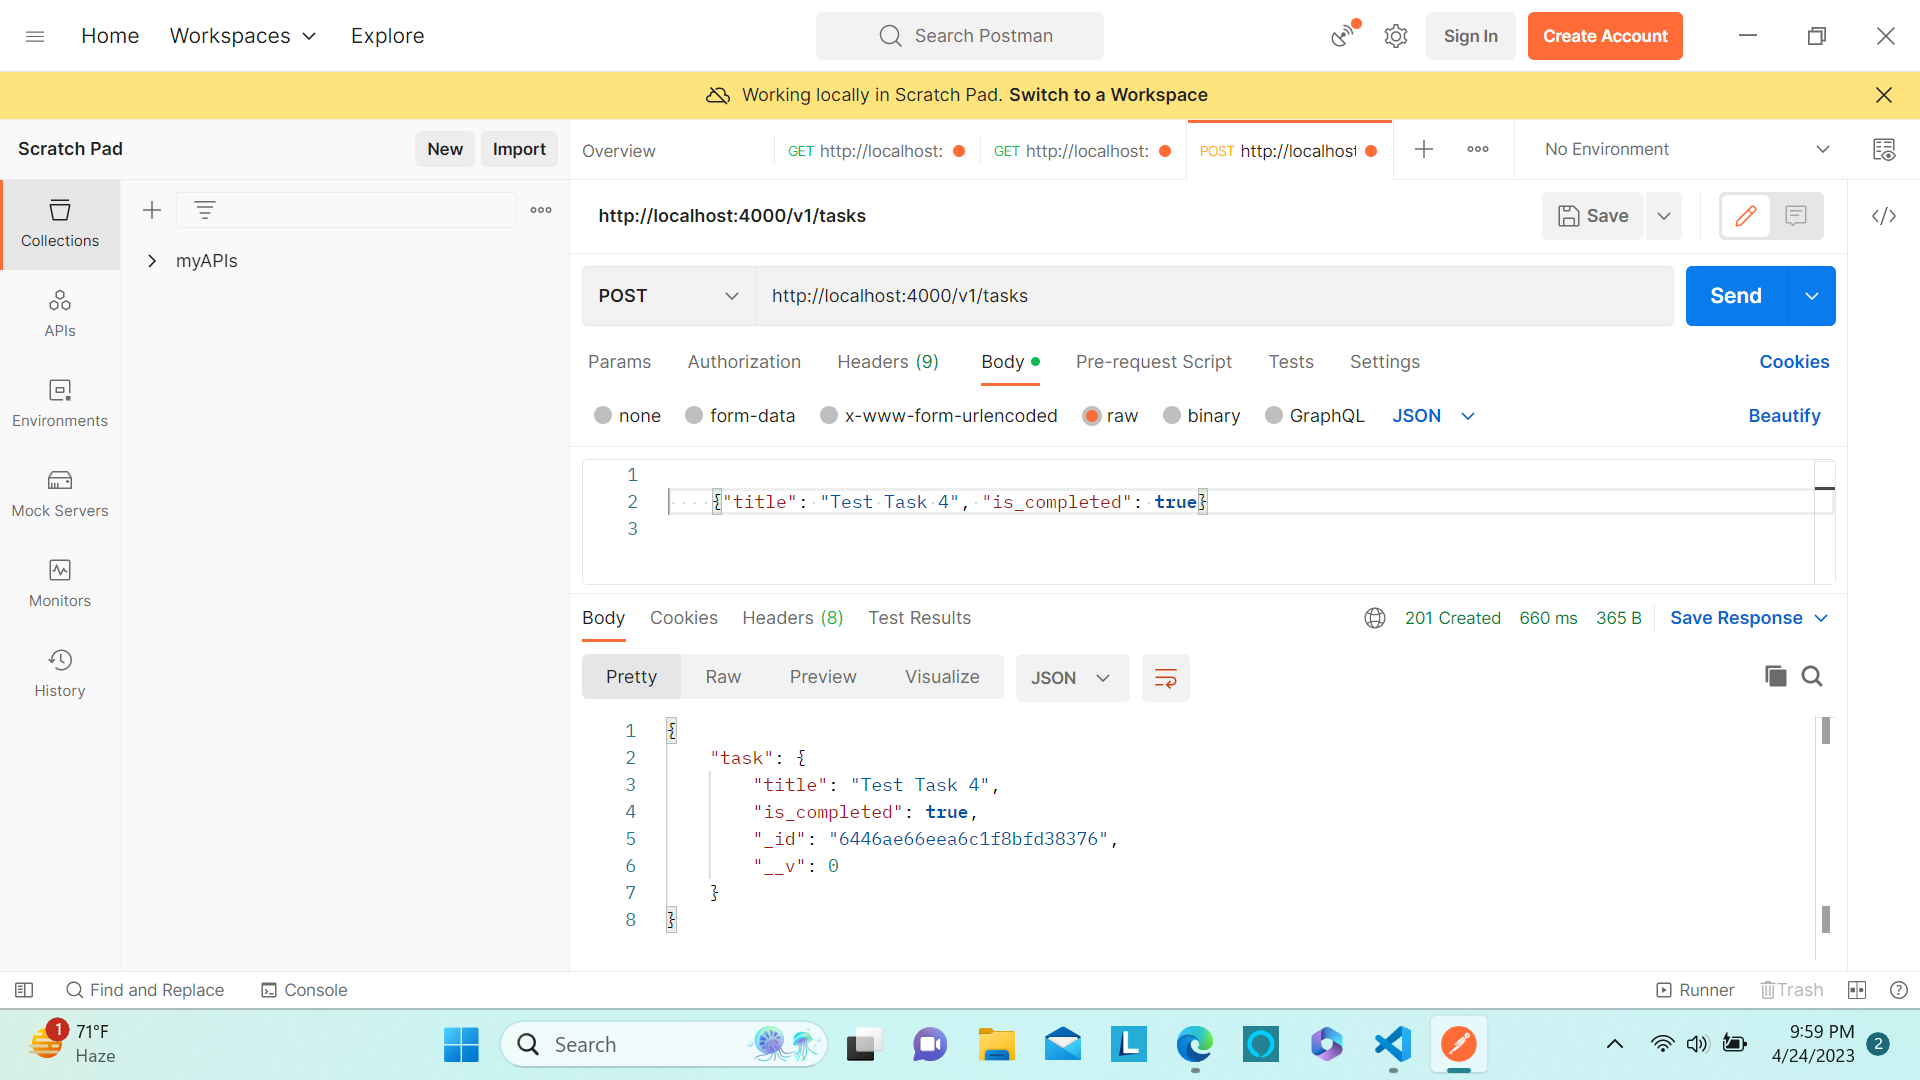 Home Workspaces Explore Search Postman Sign In Create Account
Working locally in Scratch Pad. Switch to a Workspace
Scratch Pad New Import Overview GET http://localhost: GET http://localhost: POST http://localhost No Environment
Collections
APIs
Environments
Mock Servers
Monitors
History
myAPIs
http://localhost:4000/v1/tasks Save
POST http://localhost:4000/v1/tasks Send
Params Authorization Headers (9) Body Pre-request Script Tests Settings Cookies
none form-data x-www-form-urlencoded raw binary GraphQL JSON Beautify
1
2 {"title": "Test Task 4", "is_completed": true}
3
Body Cookies Headers (8) Test Results 201 Created 660 ms 365 B Save Response
Pretty Raw Preview Visualize JSON
1 {
2 "task": {
3 "title": "Test Task 4",
4 "is_completed": true,
5 "_id": "6446ae66eea6c1f8bfd38376",
6 "__v": 0
7 }
8 }
Find and Replace Console Runner Trash
1 71°F
Haze
Search
L
9:59 PM
4/24/2023
2